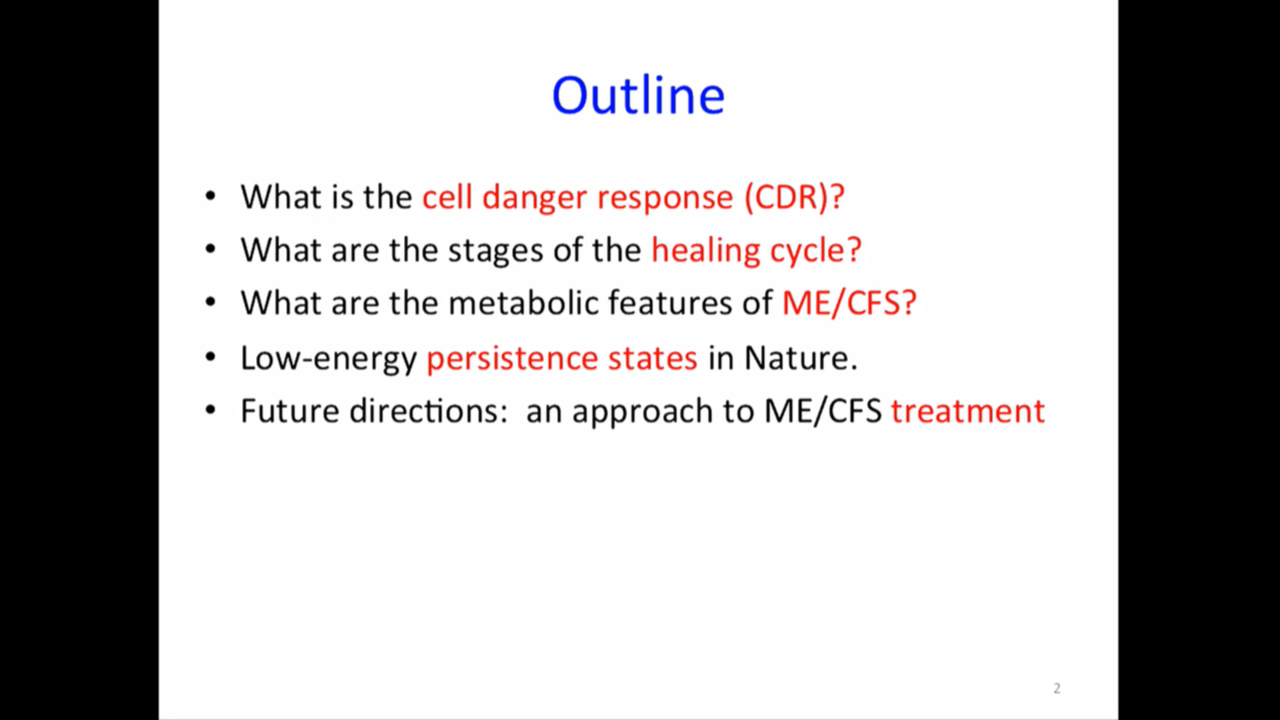 Outline
• What is the cell danger response (CDR)?
• What are the stages of the healing cycle?
• What are the metabolic features of ME/CFS?
• Low-energy persistence states in Nature.
• Future directions:  an approach to ME/CFS treatment
2